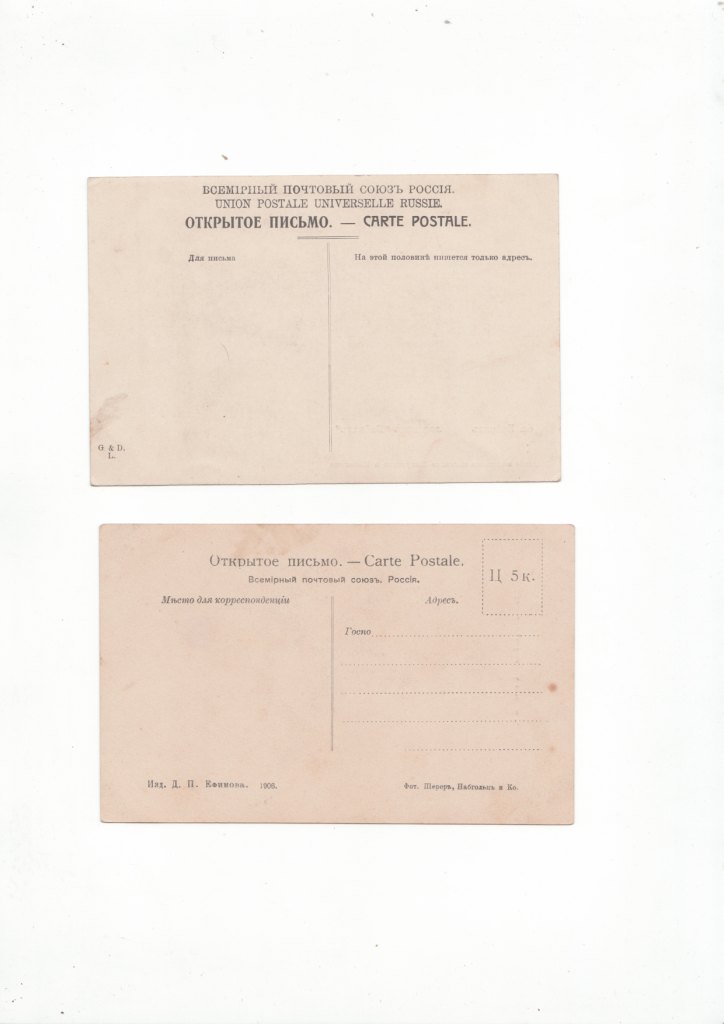 ВСЕМІРНЫЙ ПОЧТОВЫЙ СОЮЗЪ РОССІЯ.
UNION POSTALE UNIVERSELLE RUSSIE.
ОТКРЫТОЕ ПИСЬМО. — CARTE POSTALE.
Для письма
На этой половинѣ пишется только адресъ.
G. & D.
L.
Открытое письмо. — Carte Postale.
Всемірный почтовый союзъ. Россія.
Ц 5 к.
Мѣсто для корреспонденціи
Адресъ.
Госпо
Изд. Д. П. Ефимова. 1906.
Фот. Шереръ, Набгольцъ и Ко.